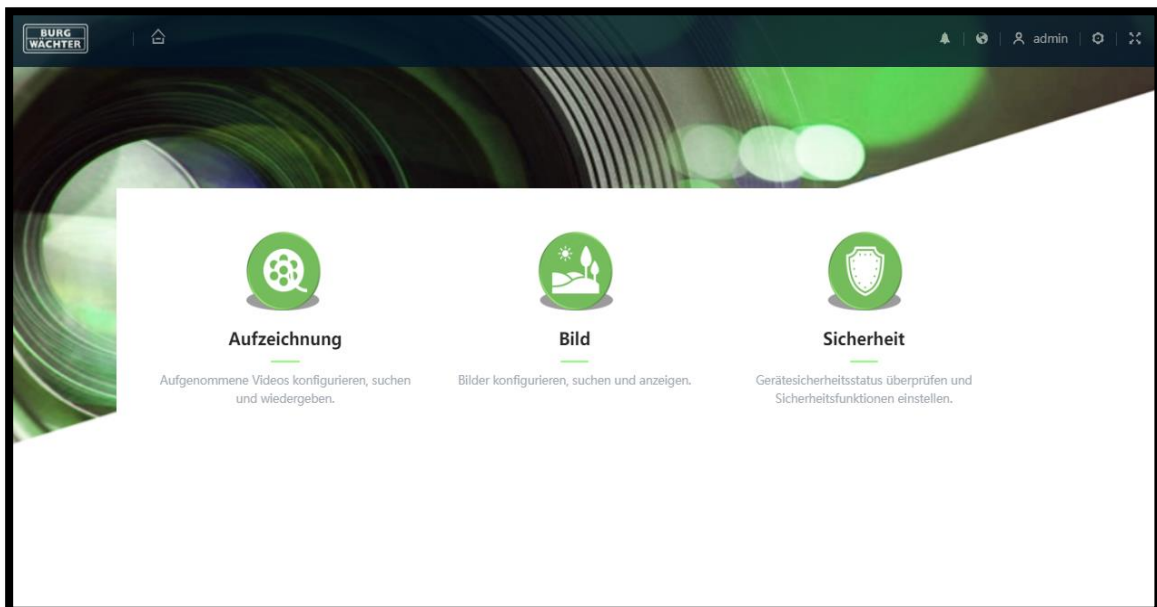 BURG
WÄCHTER
admin
Aufzeichnung
Aufgenommene Videos konfigurieren, suchen
und wiedergeben.
Bild
Bilder konfigurieren, suchen und anzeigen.
Sicherheit
Gerätesicherheitsstatus überprüfen und
Sicherheitsfunktionen einstellen.